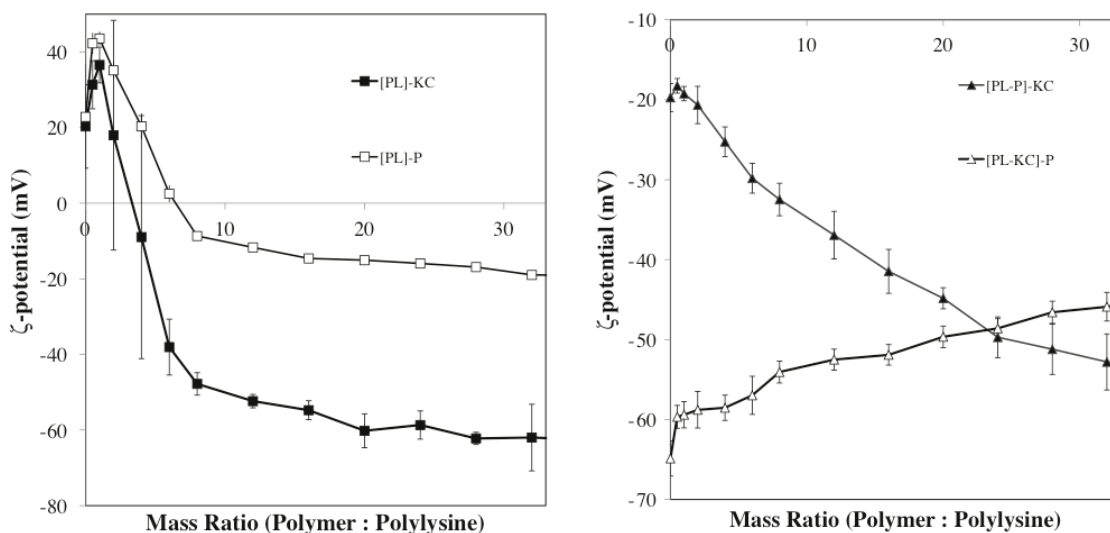 40
20
0
-20
-40
-60
-80
0
10
20
30
[PL]-KC
[PL]-P
ζ-potential (mV)
Mass Ratio (Polymer : Polylysine)
-10
-20
-30
-40
-50
-60
-70
0
10
20
30
[PL-P]-KC
[PL-KC]-P
ζ-potential (mV)
Mass Ratio (Polymer : Polylysine)